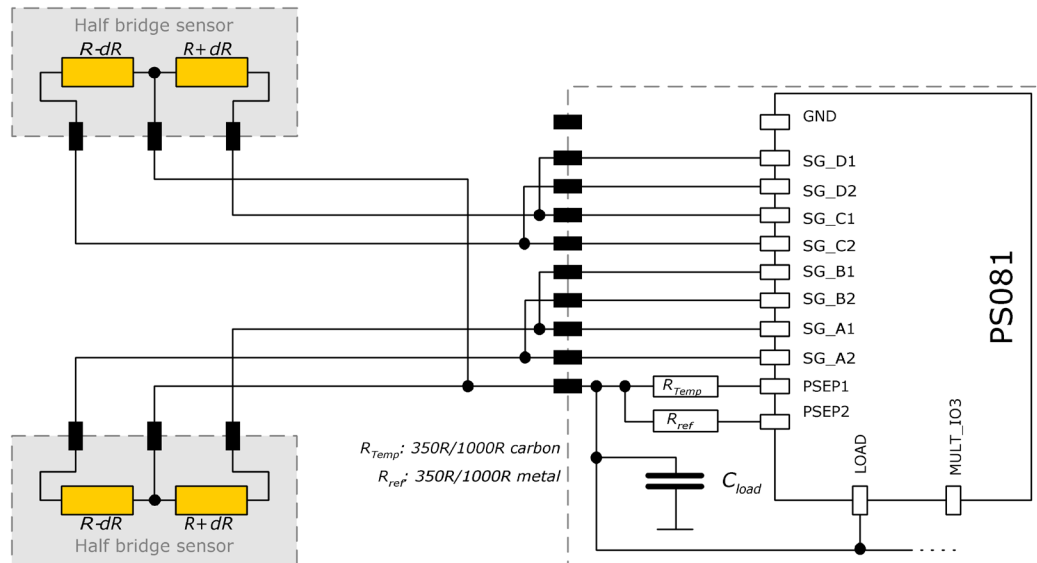 Half bridge sensor
R-dR R+dR
GND
SG_D1
SG_D2
SG_C1
SG_C2
SG_B1
SG_B2
SG_A1
SG_A2
PSEP1
PSEP2
PS081
RTemp
Rref
LOAD
MULT_IO3
RTemp: 350R/1000R carbon
Rref: 350R/1000R metal
Cload
R-dR R+dR
Half bridge sensor